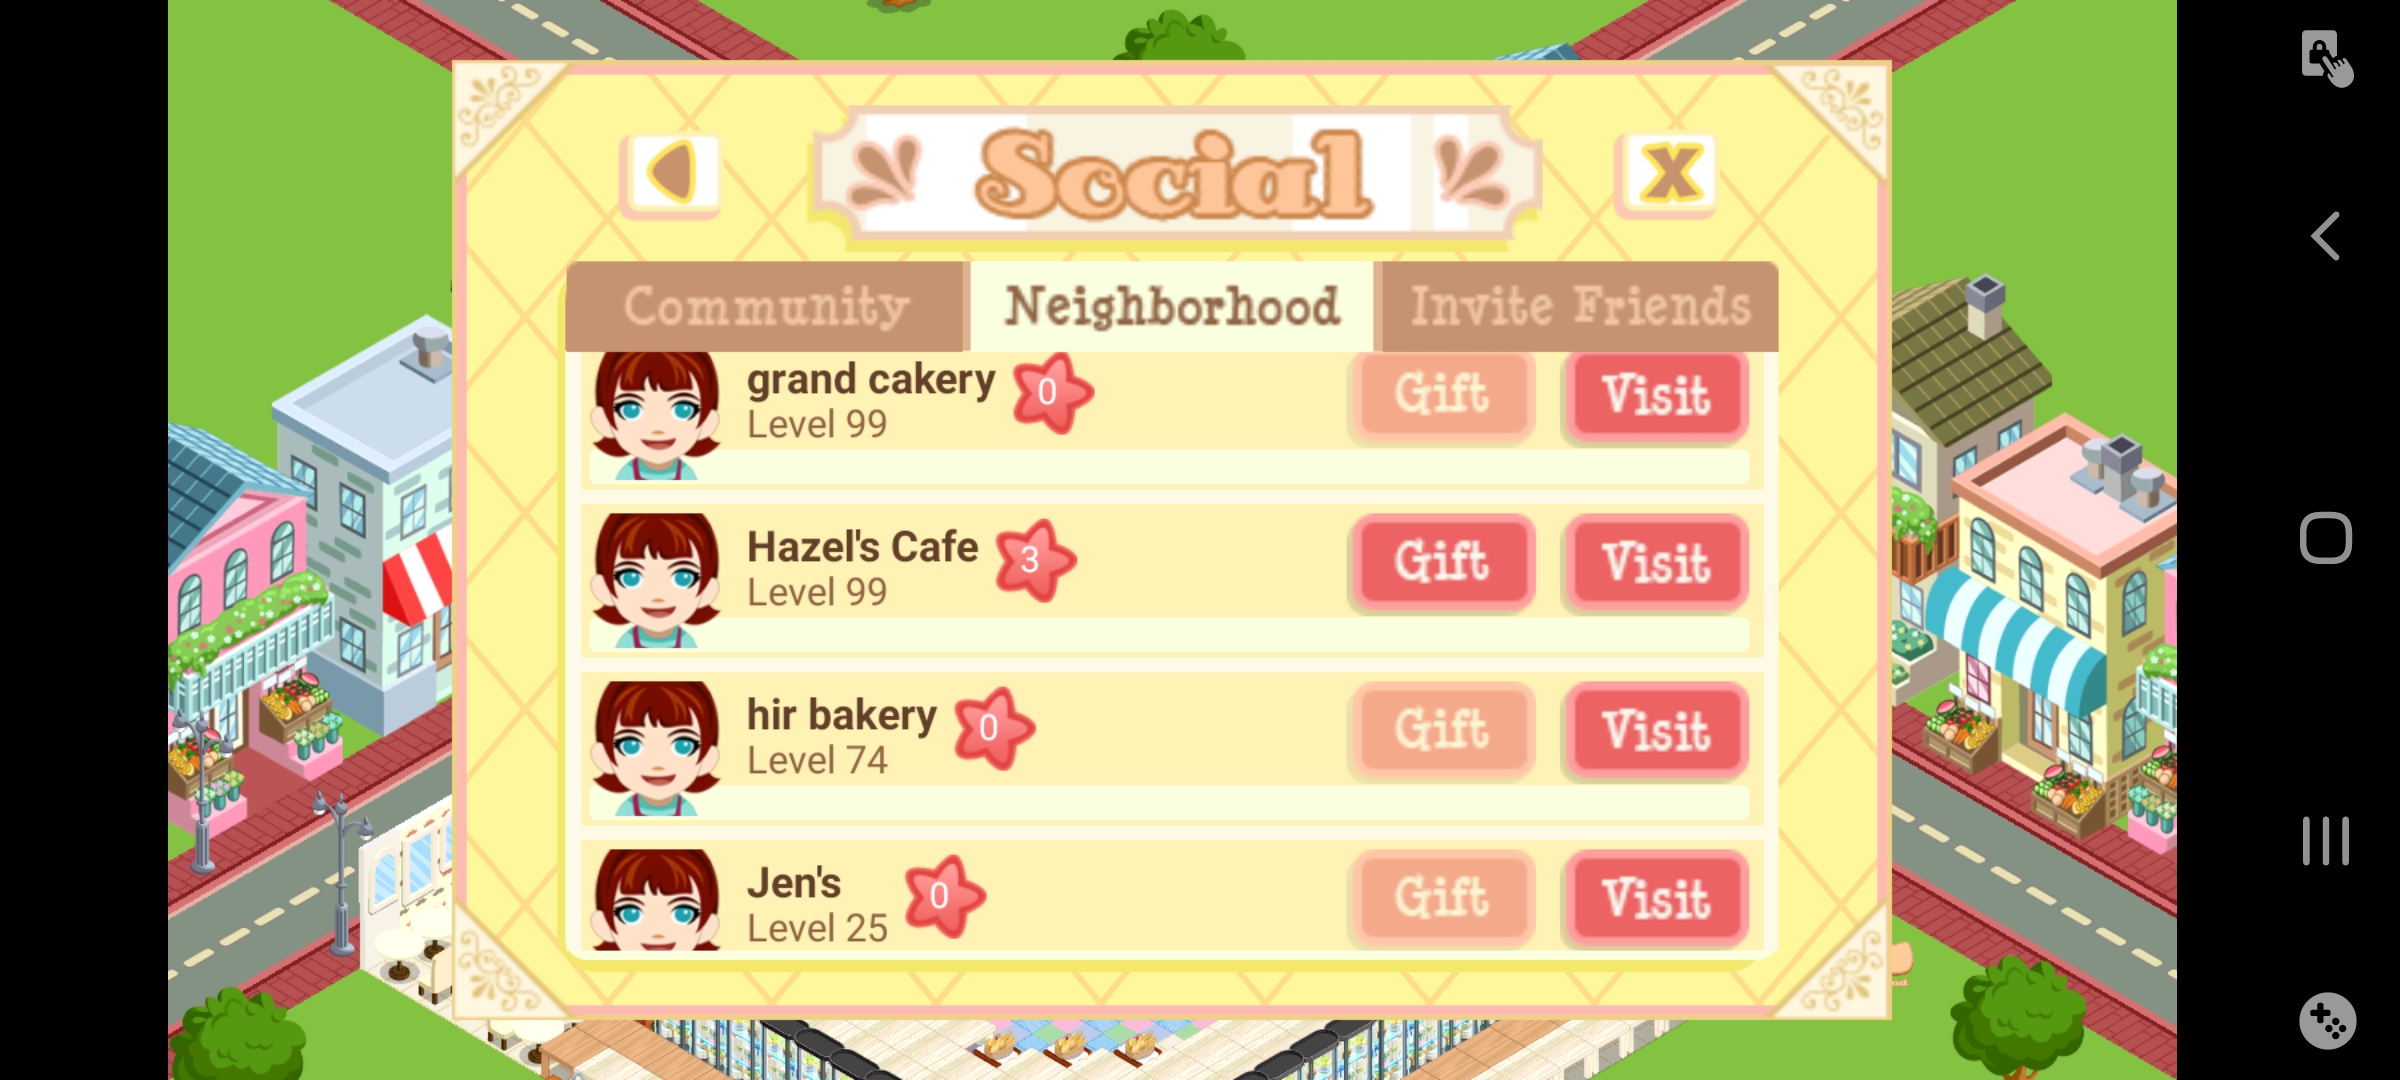 Social
X
Community Neighborhood Invite Friends
grand cakery 0 Gift Visit
Level 99
Hazel's Cafe 3 Gift Visit
Level 99
hir bakery 0 Gift Visit
Level 74
Jen's 0 Gift Visit
Level 25